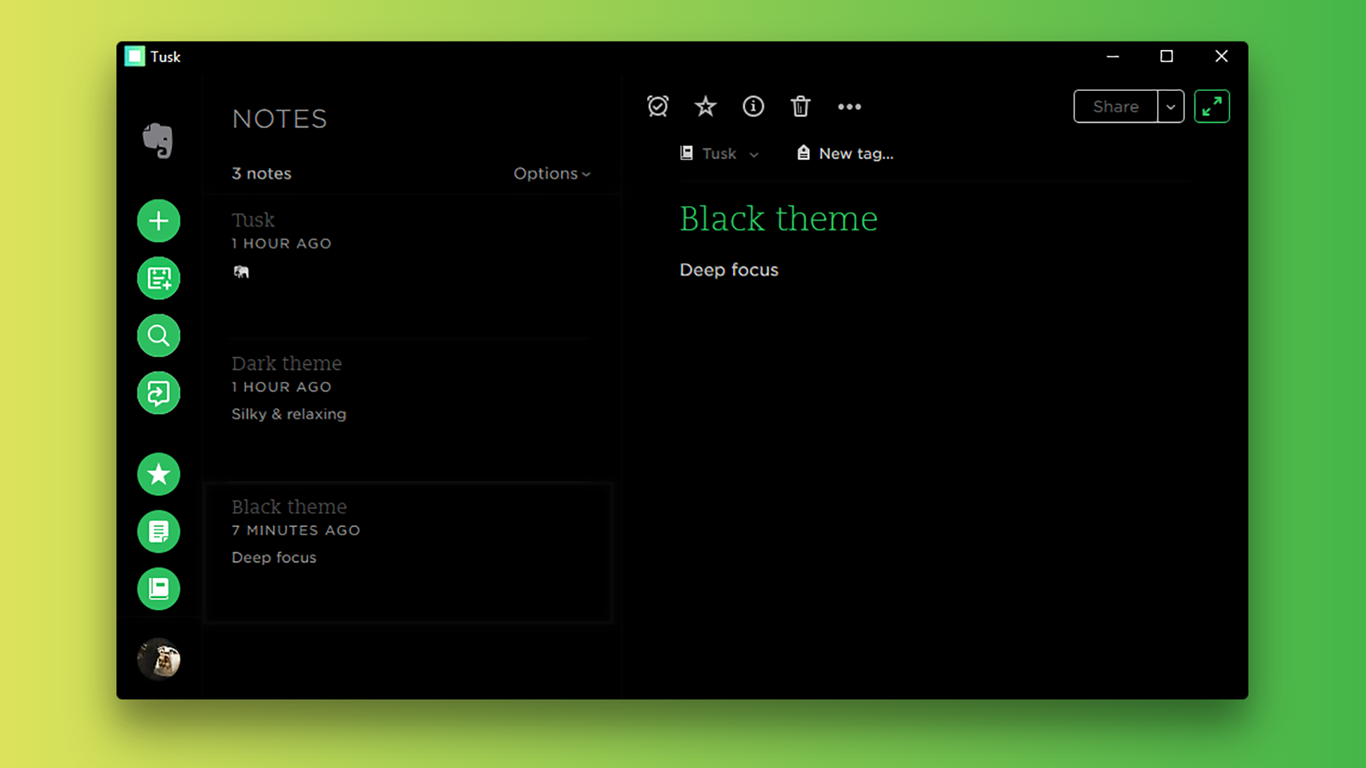 Tusk
NOTES
3 notes
Options
Tusk
1 HOUR AGO
Dark theme
1 HOUR AGO
Silky & relaxing
Black theme
7 MINUTES AGO
Deep focus
Share
Tusk
New tag...
Black theme
Deep focus